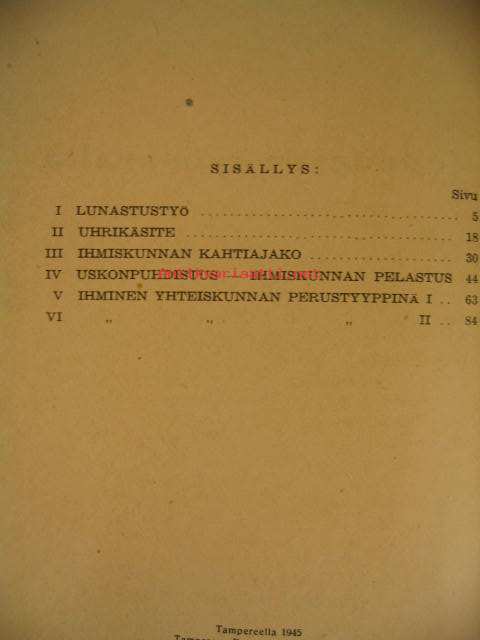 SISÄLLYS:
Sivu
I LUNASTUSTYÖ ................................. 5
II UHRIKÄSITE ................................. 18
III IHMISKUNNAN KAHTIAJAKO ................ 30
IV USKONPUHDISTUS — IHMISKUNNAN PELASTUS 44
V IHMINEN YHTEISKUNNAN PERUSTYYPPINÄ I .. 63
VI „ „ „ II .. 84
Tampereella 1945